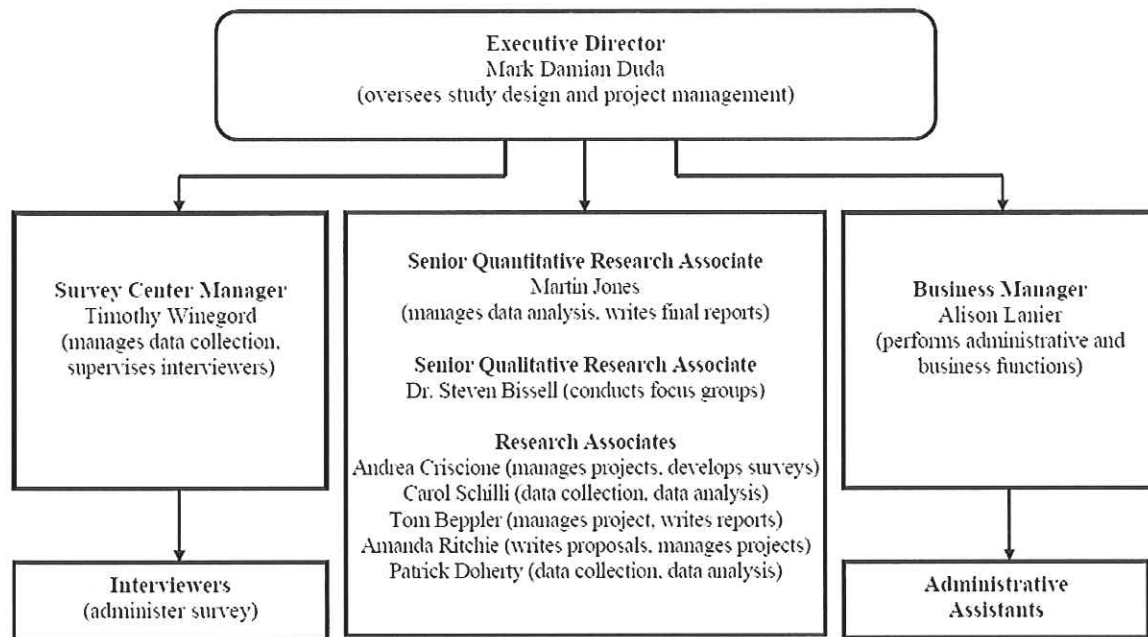 Executive Director
Mark Damian Duda
(oversees study design and project management)
Survey Center Manager
Timothy Winegord
(manages data collection,
supervises interviewers)
Senior Quantitative Research Associate
Martin Jones
(manages data analysis, writes final reports)
Senior Qualitative Research Associate
Dr. Steven Bissell (conducts focus groups)
Research Associates
Andrea Criscione (manages projects, develops surveys)
Carol Schilli (data collection, data analysis)
Tom Beppler (manages project, writes reports)
Amanda Ritchie (writes proposals, manages projects)
Patrick Doherty (data collection, data analysis)
Business Manager
Alison Lanier
(performs administrative and
business functions)
Interviewers
(administer survey)
Administrative
Assistants